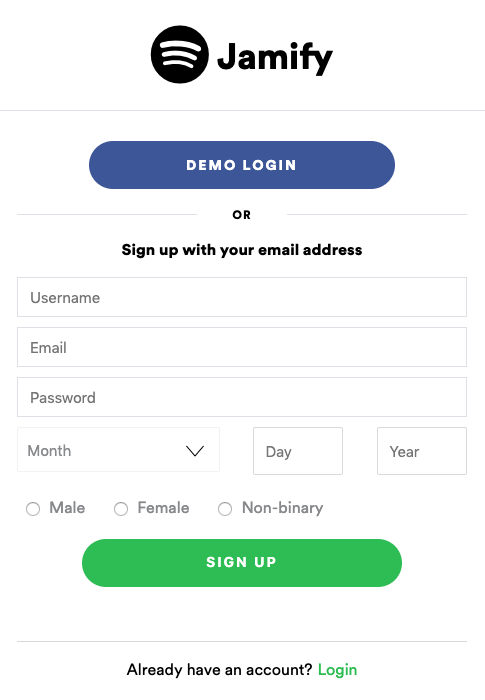 Jamify
DEMO LOGIN
OR
Sign up with your email address
Username
Email
Password
Month Day Year
Male Female Non-binary
SIGN UP
Already have an account? Login